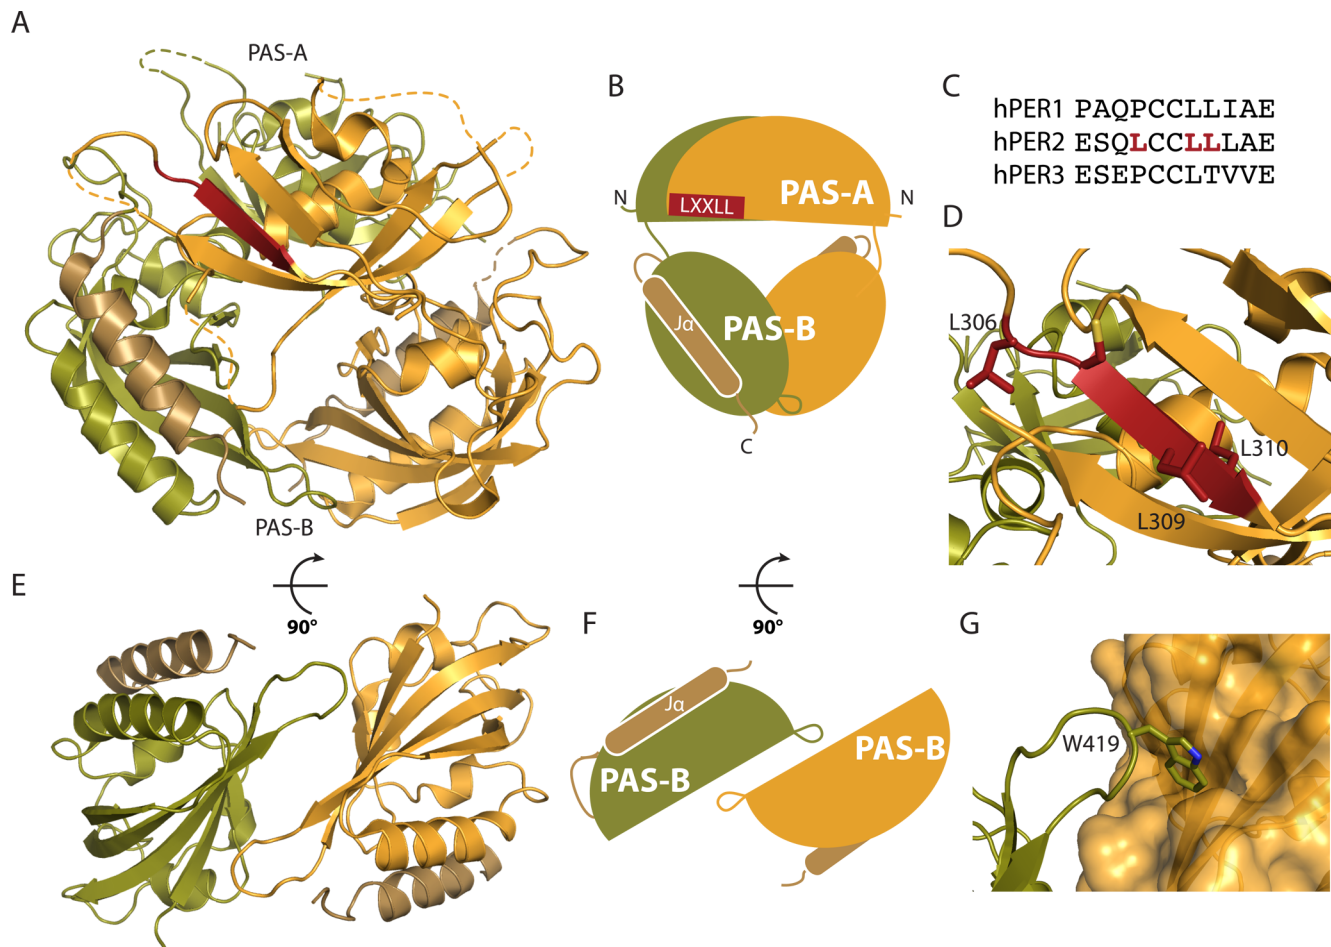 A
PAS-A
PAS-B
B
N
N
PAS-A
LXXLL
Jα
PAS-B
C
C
hPER1 PAQPCCLLIAE
hPER2 ESQLCCLLLAE
hPER3 ESEPCCLTVVE
D
L306
L310
L309
E
90°
F
90°
Jα
PAS-B
PAS-B
G
W419